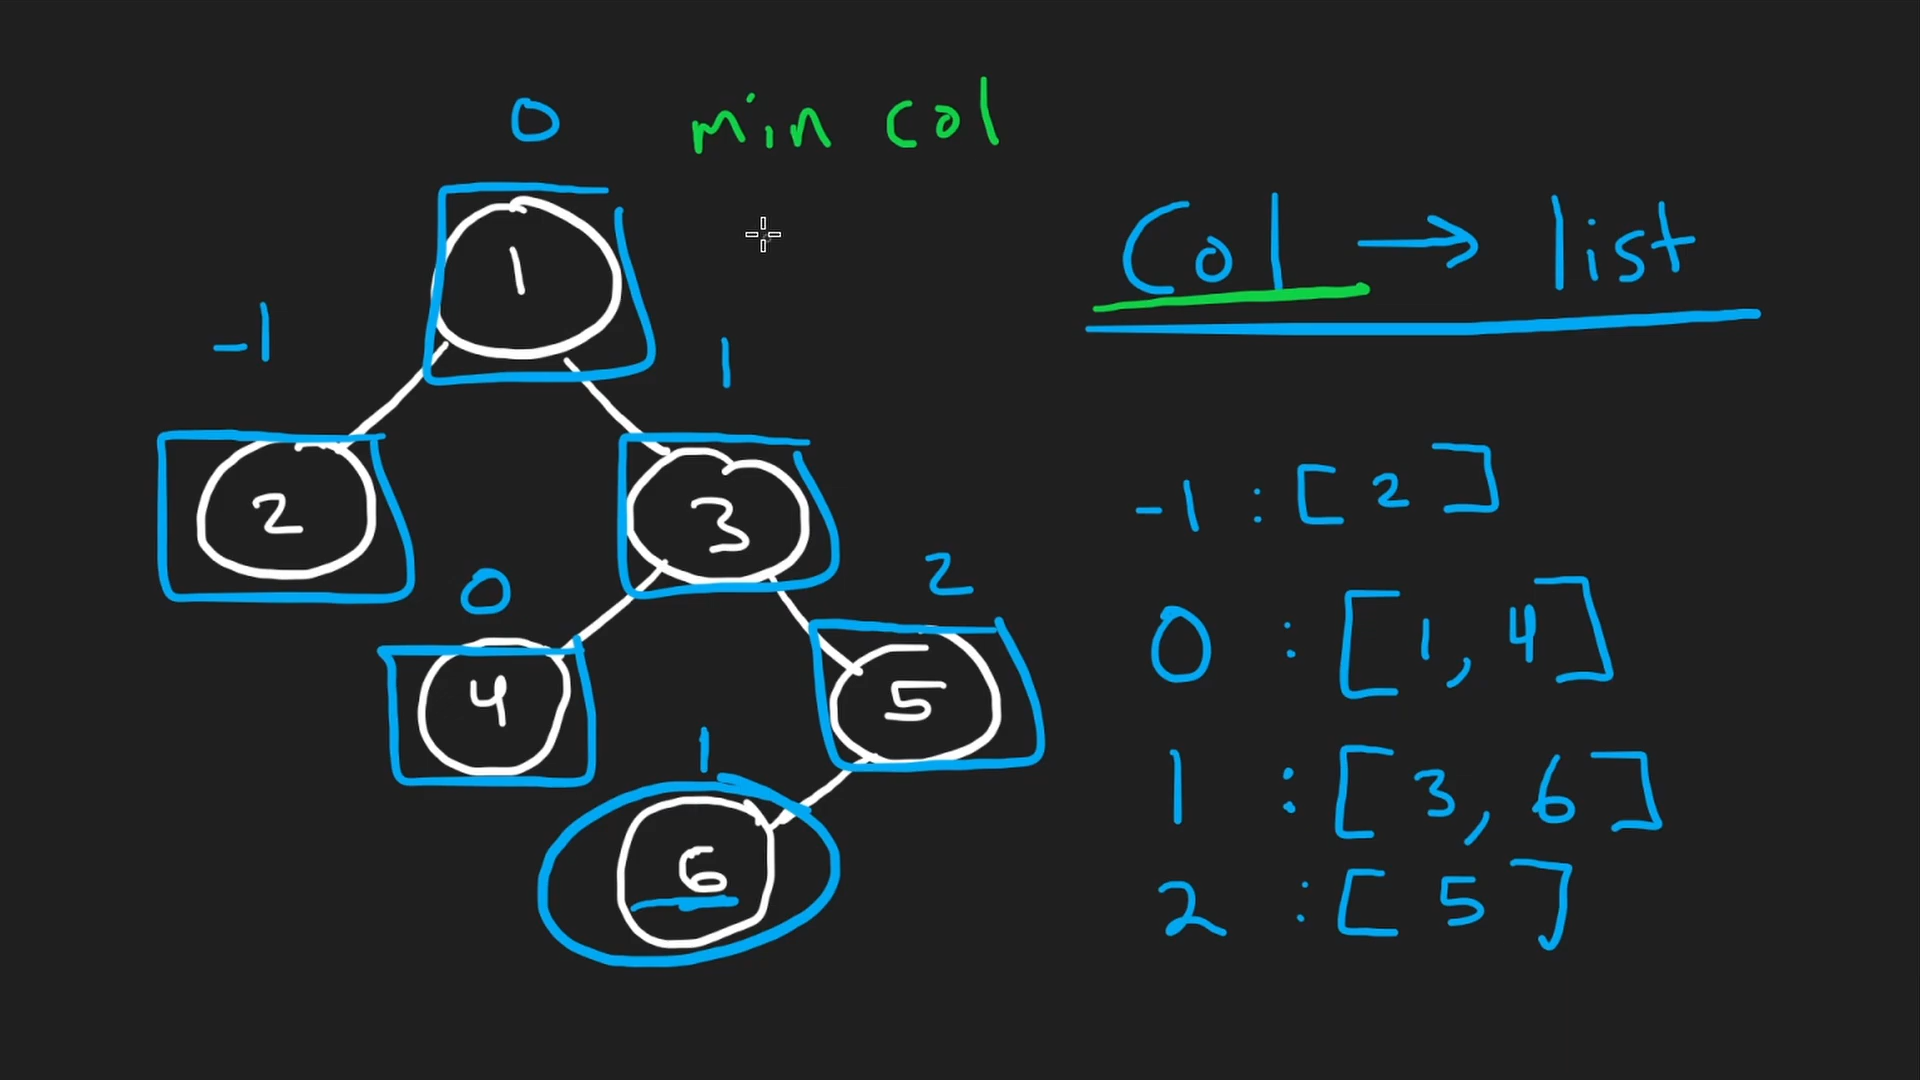 0 min col
Col → list
1
-1
1
2
3
-1 : [2]
0
2
0 : [1, 4]
4
5
1
1 : [3, 6]
6
2 : [5]